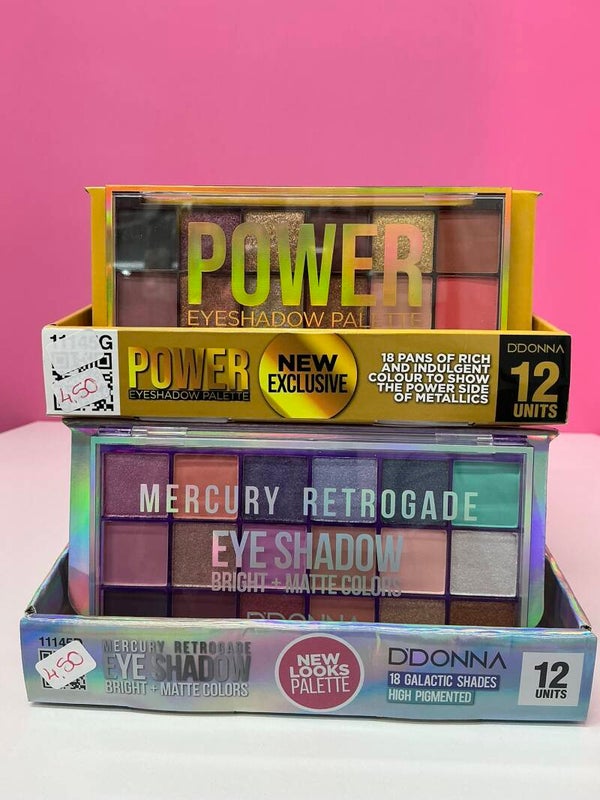 POWER
EYESHADOW PALETTE
G
4.50
POWER
EYESHADOW PALETTE
NEW
EXCLUSIVE
18 PANS OF RICH
AND INDULGENT
COLOUR TO SHOW
THE POWER SIDE
OF METALLICS
DDONNA
12
UNITS
MERCURY RETROGADE
EYE SHADOW
BRIGHT + MATTE COLORS
DDONNA
4.50
MERCURY RETROGRADE
EYE SHADOW
BRIGHT + MATTE COLORS
NEW
LOOKS
PALETTE
DDONNA
18 GALACTIC SHADES
HIGH PIGMENTED
12
UNITS